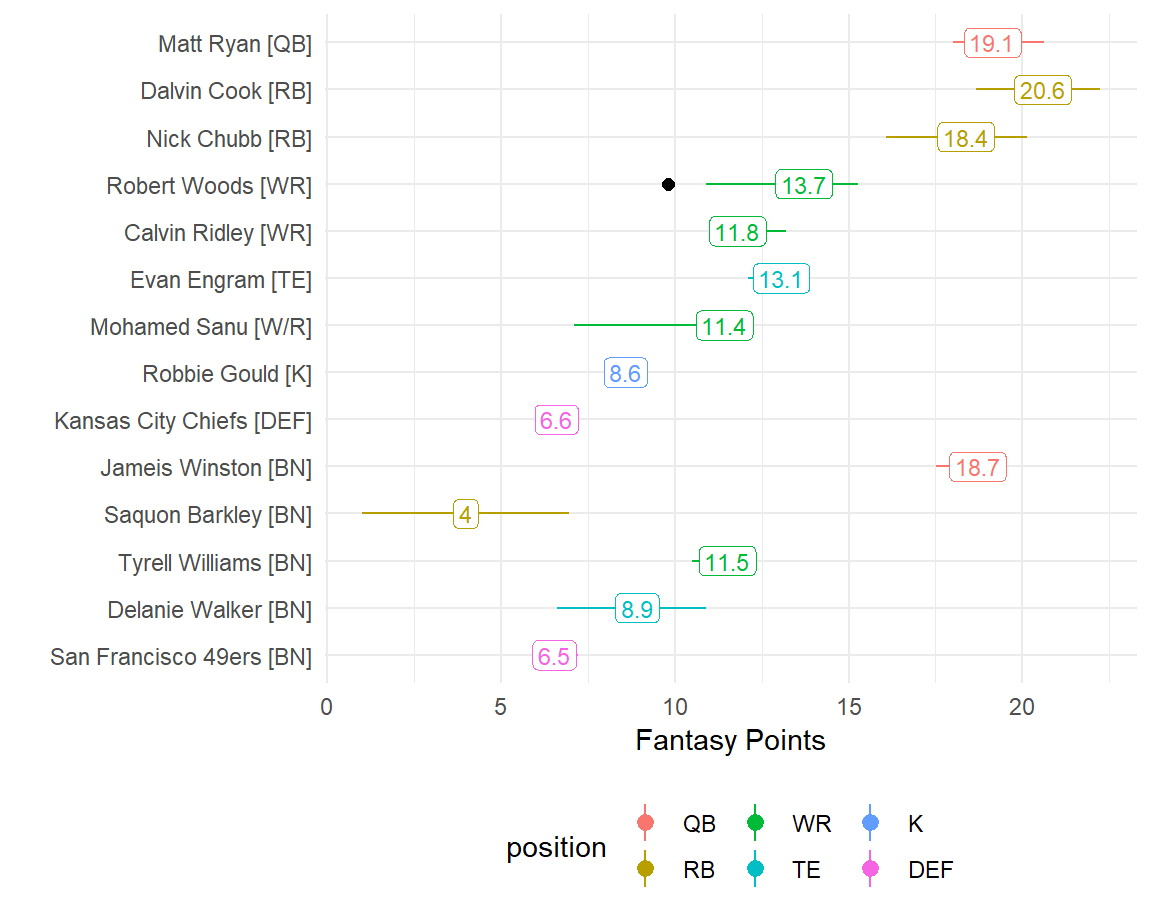 Matt Ryan [QB] 19.1
Dalvin Cook [RB] 20.6
Nick Chubb [RB] 18.4
Robert Woods [WR] 13.7
Calvin Ridley [WR] 11.8
Evan Engram [TE] 13.1
Mohamed Sanu [W/R] 11.4
Robbie Gould [K] 8.6
Kansas City Chiefs [DEF] 6.6
Jameis Winston [BN] 18.7
Saquon Barkley [BN] 4
Tyrell Williams [BN] 11.5
Delanie Walker [BN] 8.9
San Francisco 49ers [BN] 6.5
0 5 10 15 20
Fantasy Points
position
QB WR K
RB TE DEF